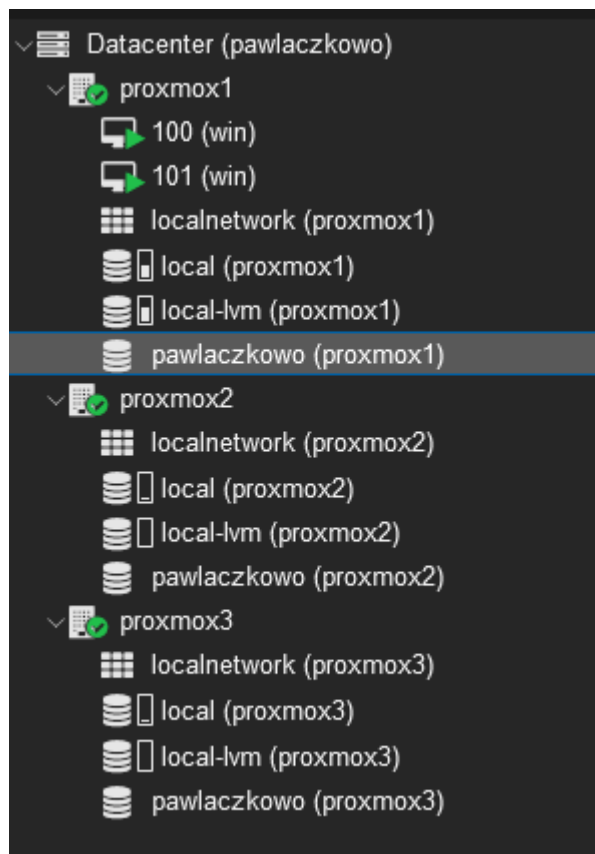 Datacenter (pawlaczkowo)
proxmox1
100 (win)
101 (win)
localnetwork (proxmox1)
local (proxmox1)
local-lvm (proxmox1)
pawlaczkowo (proxmox1)
proxmox2
localnetwork (proxmox2)
local (proxmox2)
local-lvm (proxmox2)
pawlaczkowo (proxmox2)
proxmox3
localnetwork (proxmox3)
local (proxmox3)
local-lvm (proxmox3)
pawlaczkowo (proxmox3)